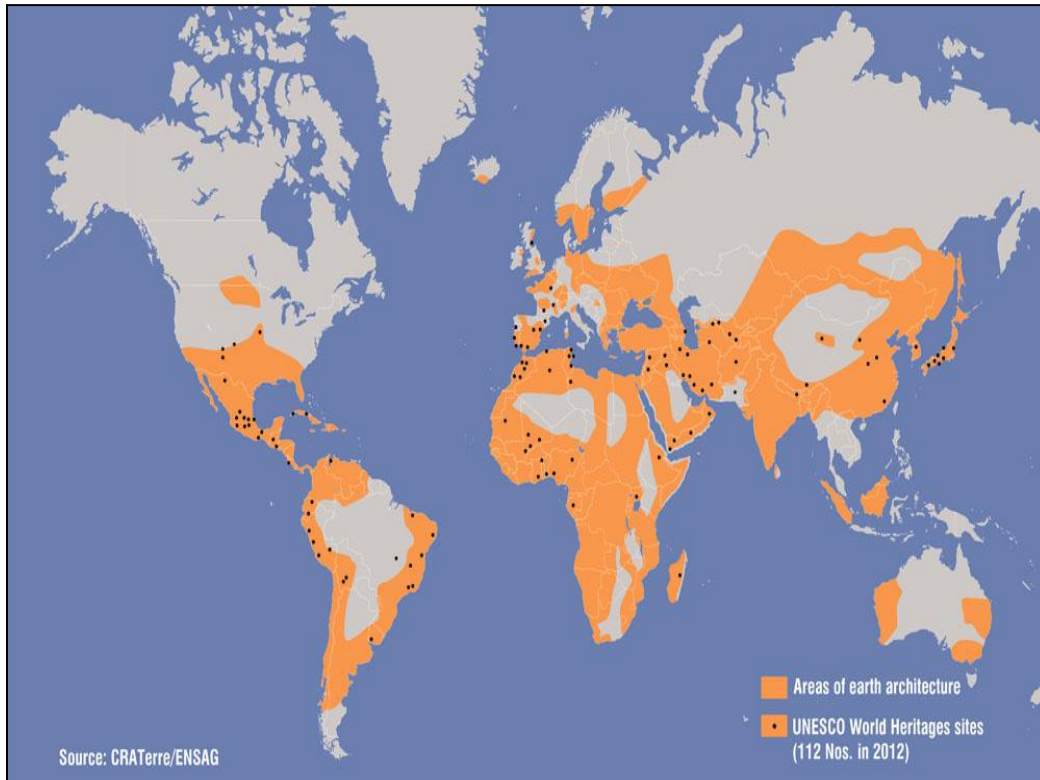 Areas of earth architecture
UNESCO World Heritages sites
(112 Nos. in 2012)
Source: CRATerre/ENSAG